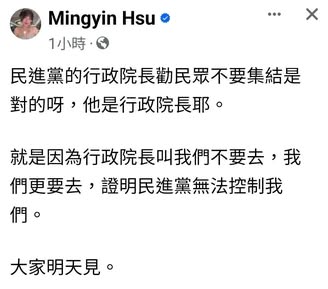 Mingyin Hsu
1小時·
民進黨的行政院長勸民眾不要集結是
對的呀，他是行政院長耶。
就是因為行政院長叫我們不要去，我
們更要去，證明民進黨無法控制我
們。
大家明天見。